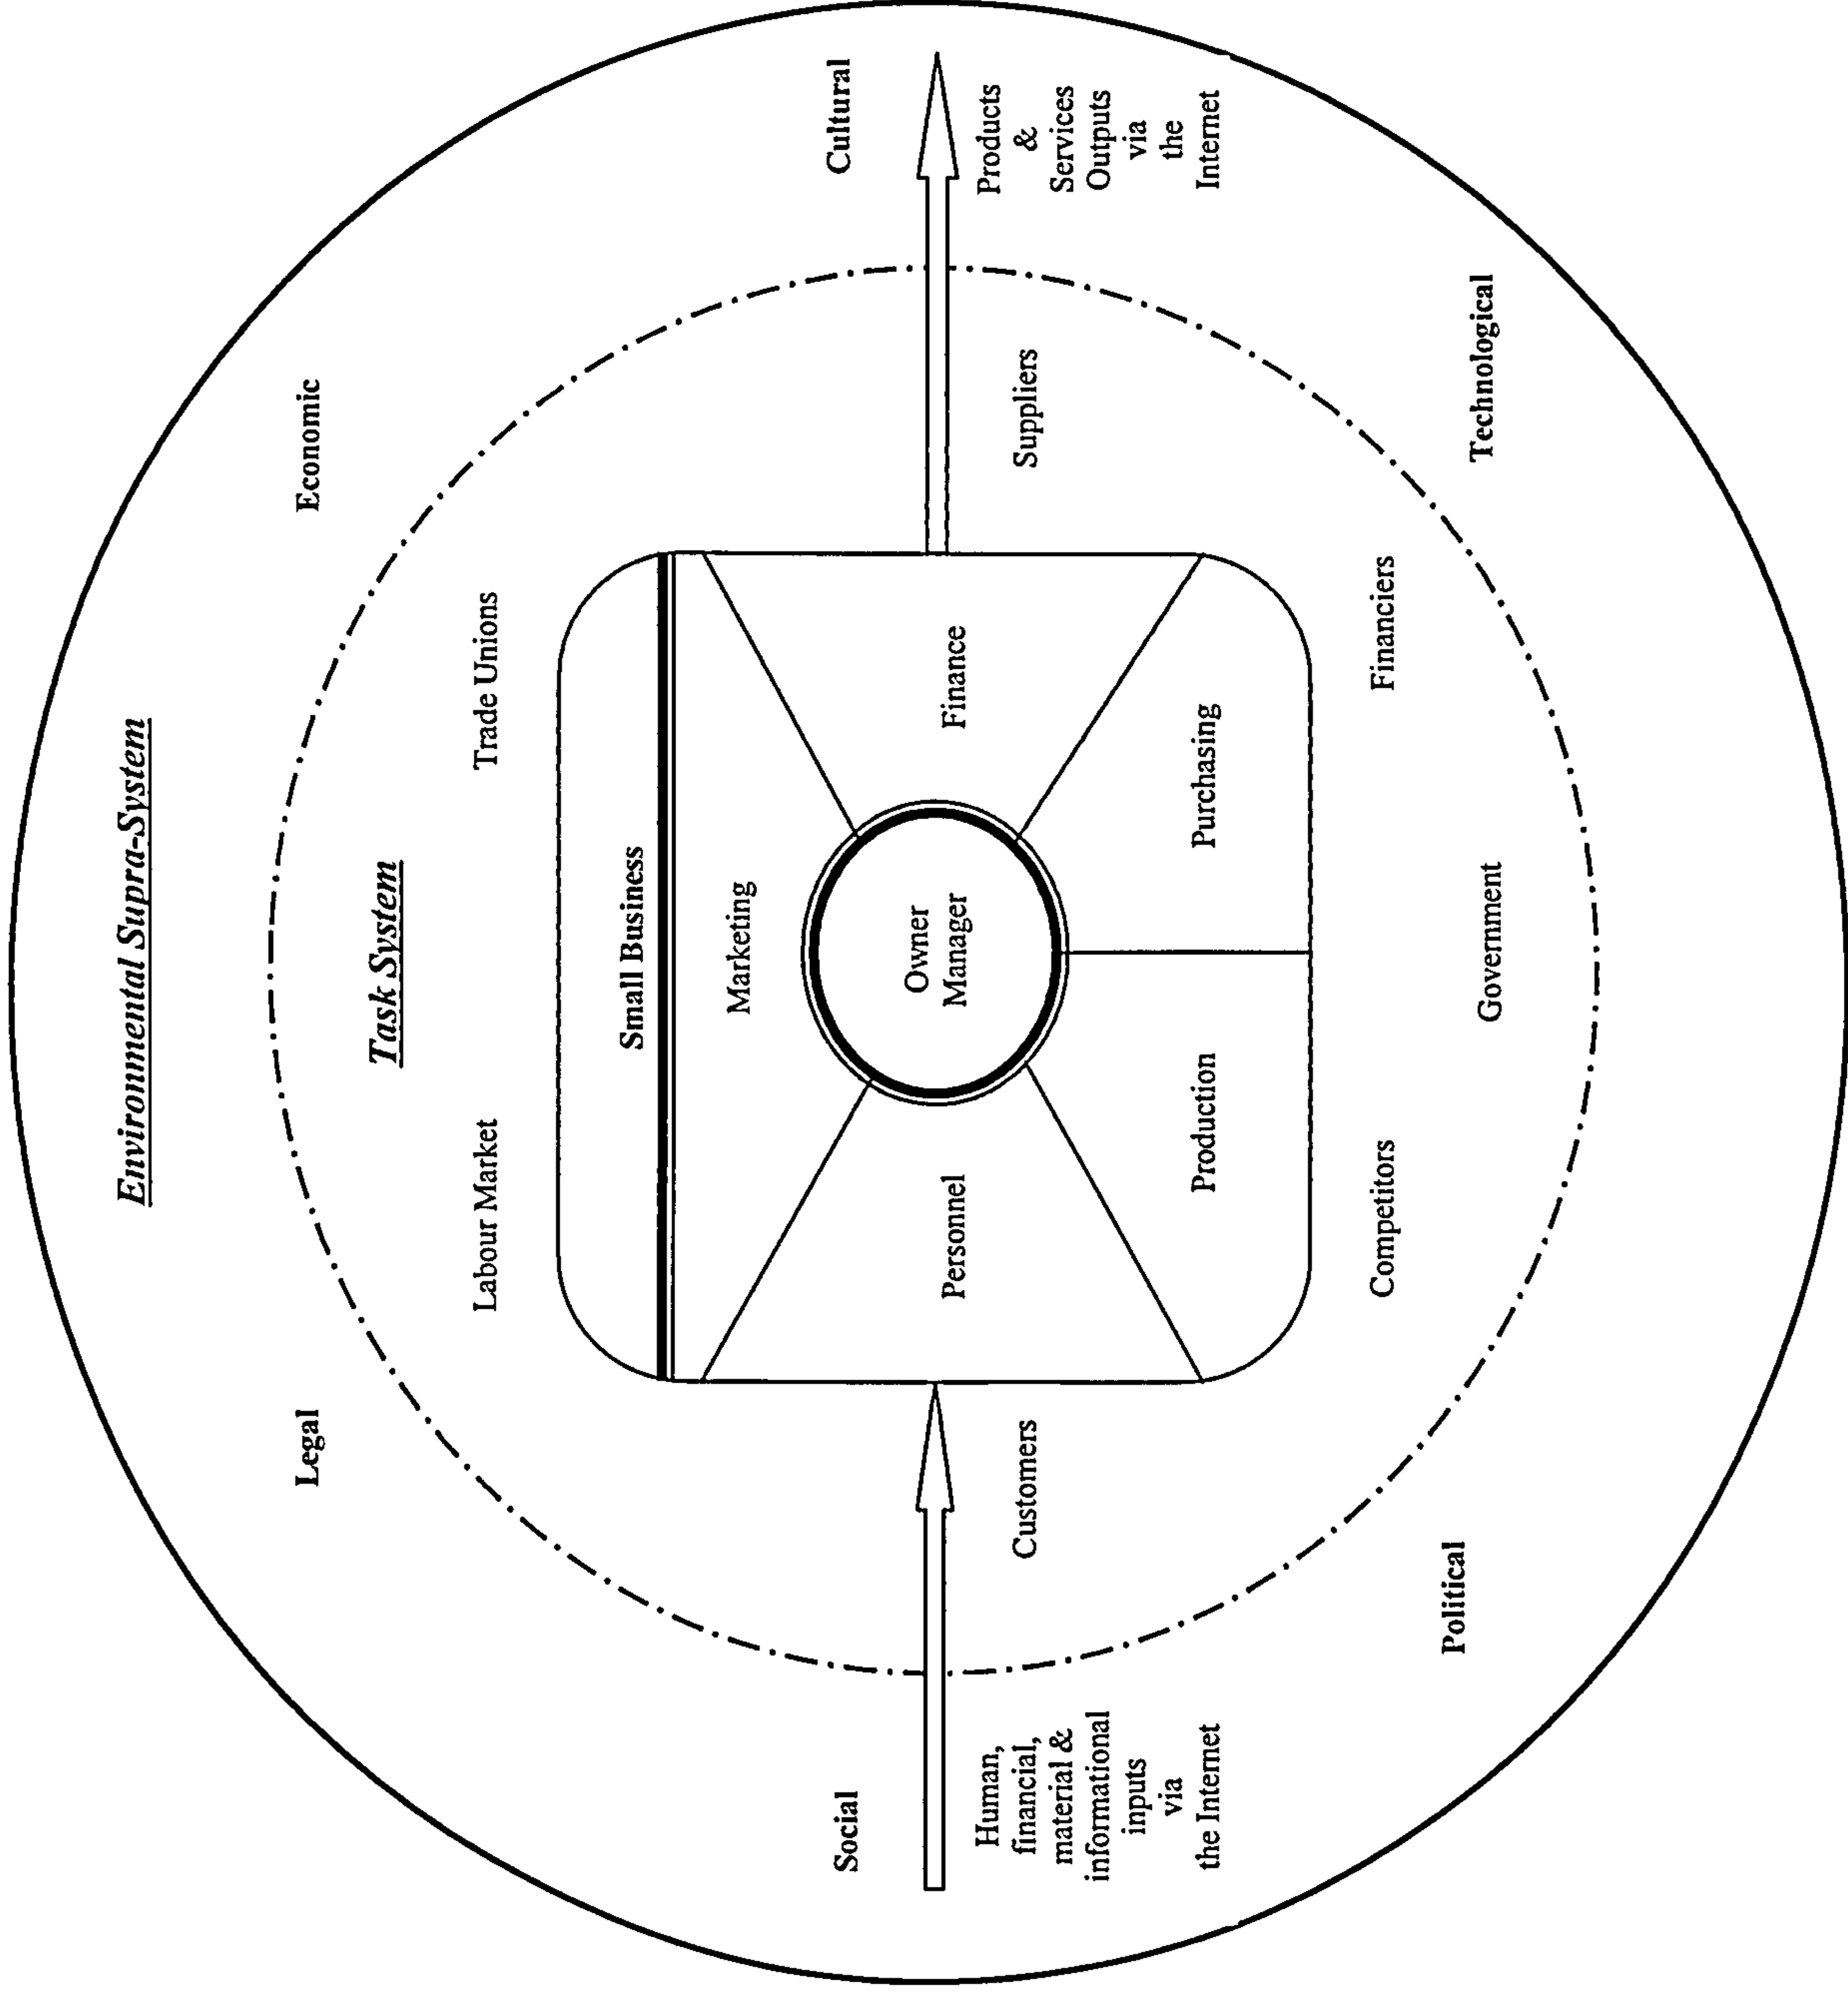 Environmental Supra-System
Legal
Economic
Task System
Labour Market
Trade Unions
Small Business
Marketing
Social
Cultural
Owner
Manager
Personnel
Finance
Human,
financial,
material &
informational
inputs
via
the Internet
Customers
Suppliers
Products
&
Services
Outputs
via
the
Internet
Production
Purchasing
Competitors
Financiers
Political
Government
Technological